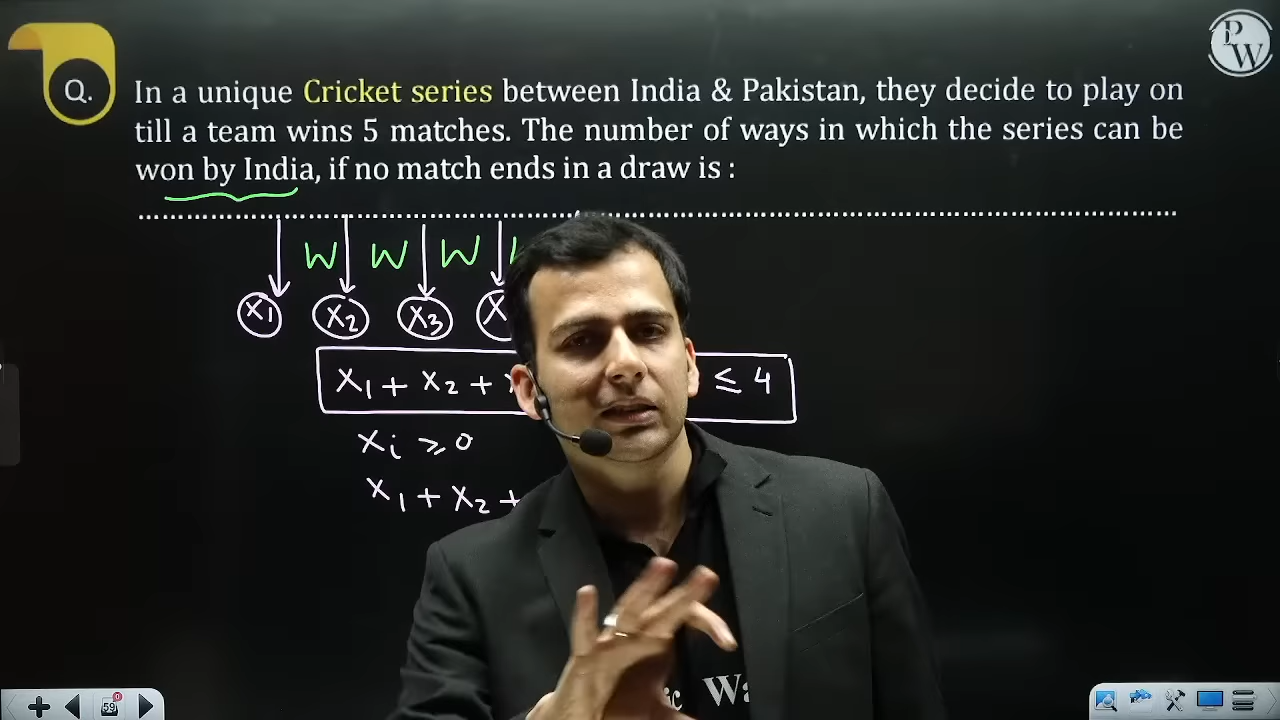 PW
Q.
In a unique Cricket series between India & Pakistan, they decide to play on
till a team wins 5 matches. The number of ways in which the series can be
won by India, if no match ends in a draw is :
W W W
x₁ x₂ x₃
x₁ + x₂ + ≤ 4
xᵢ ≥ 0
x₁ + x₂ +
59